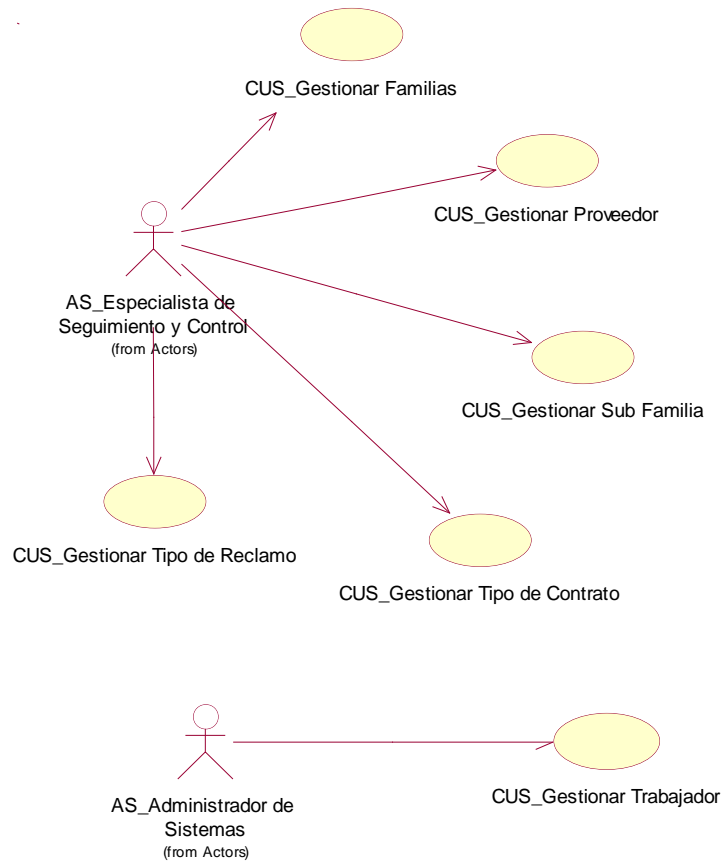 CUS_Gestionar Familias
CUS_Gestionar Proveedor
AS_Especialista de
Seguimiento y Control
(from Actors)
CUS_Gestionar Sub Familia
CUS_Gestionar Tipo de Reclamo
CUS_Gestionar Tipo de Contrato
AS_Administrador de
Sistemas
(from Actors)
CUS_Gestionar Trabajador